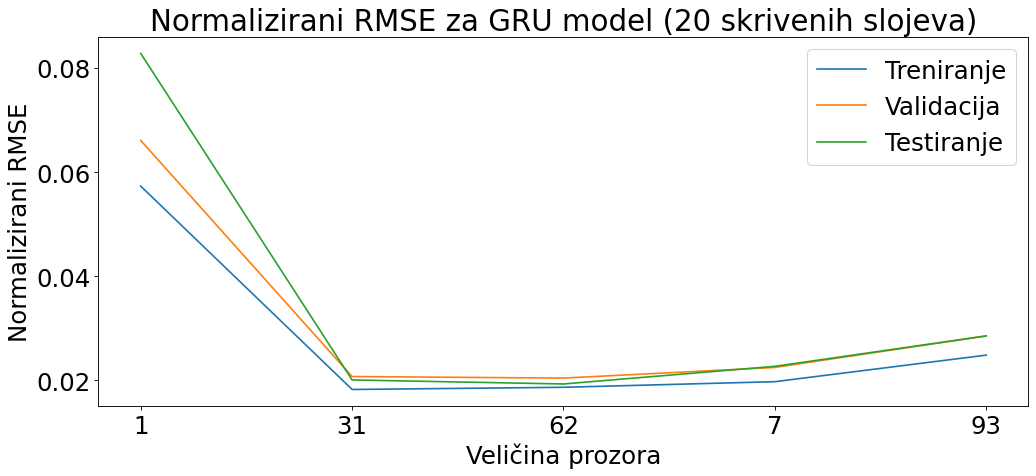 Normalizirani RMSE za GRU model (20 skrivenih slojeva)
Treniranje
Validacija
Testiranje
Normalizirani RMSE
0.08
0.06
0.04
0.02
1 31 62 7 93
Veličina prozora